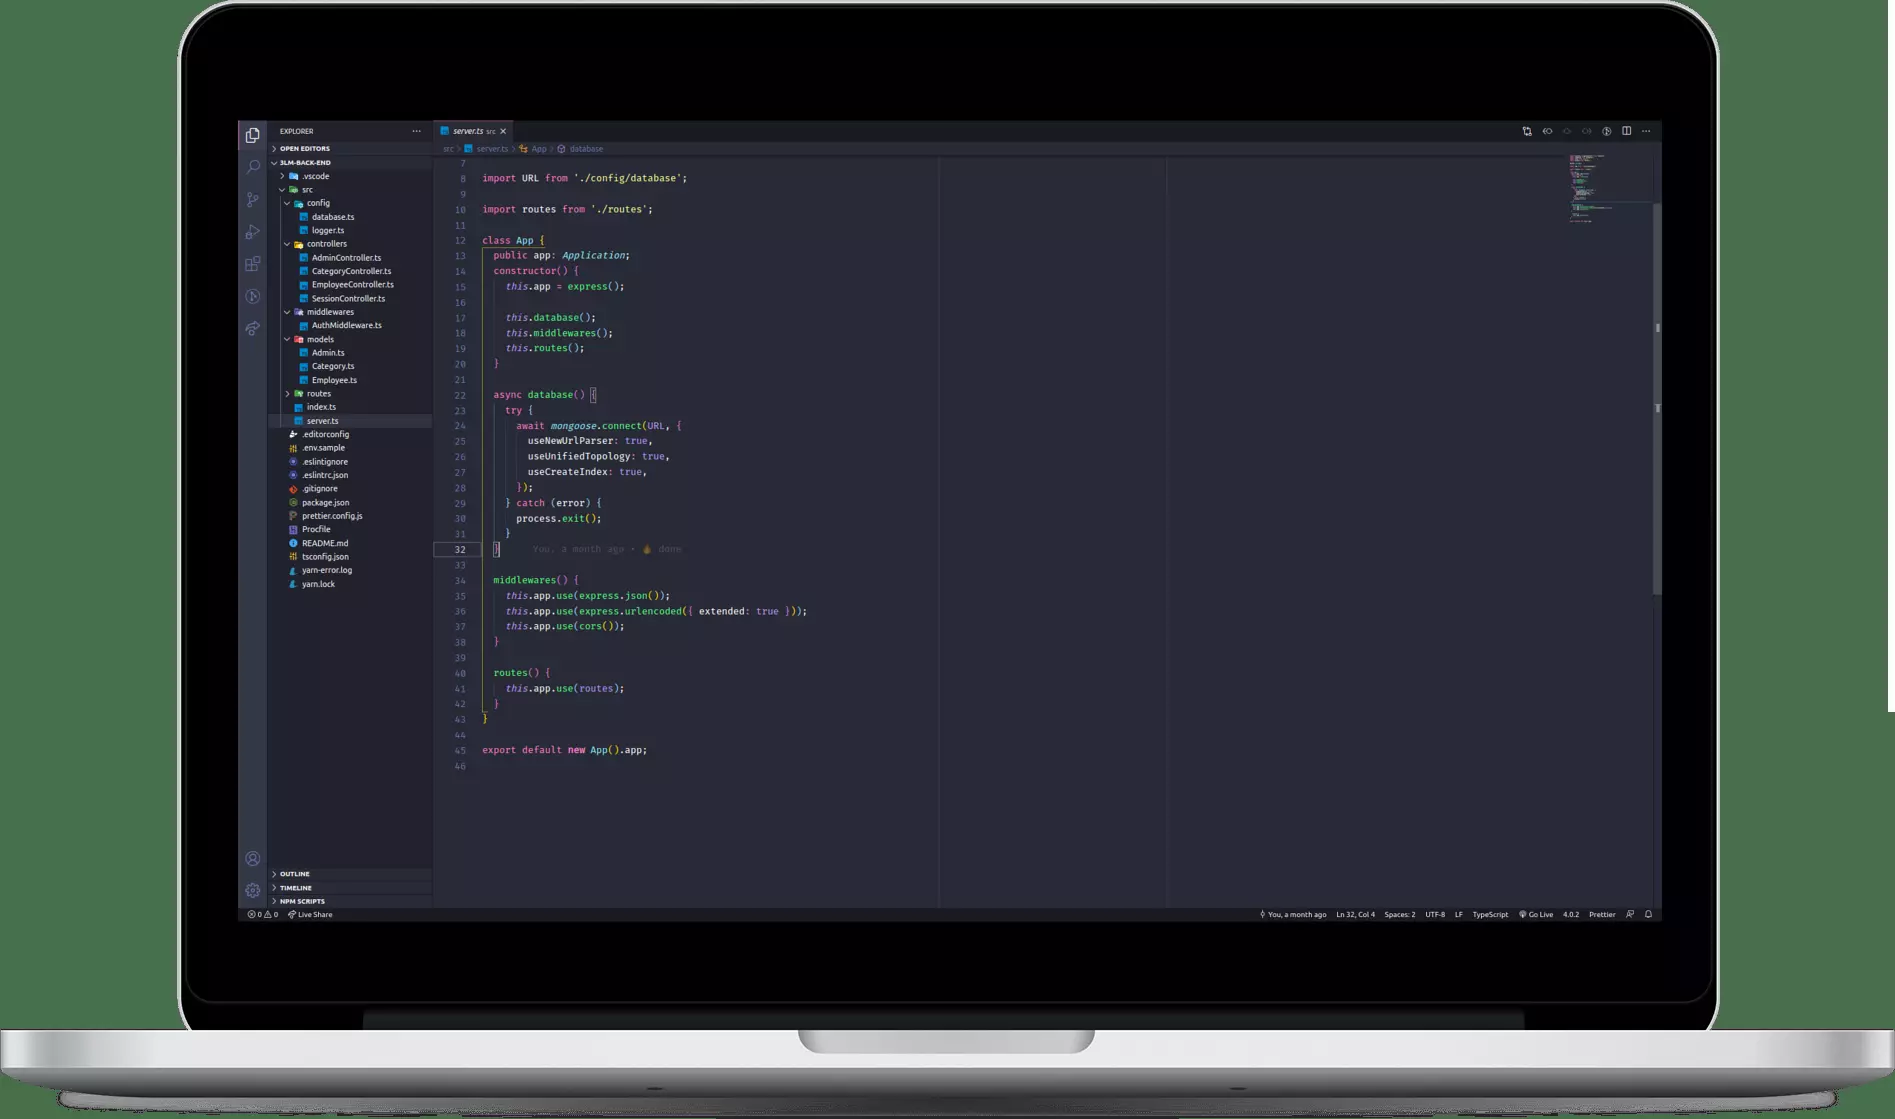 EXPLORER
OPEN EDITORS
3LM-BACK-END
.vscode
src
config
database.ts
logger.ts
controllers
AdminController.ts
CategoryController.ts
EmployeeController.ts
SessionController.ts
middlewares
AuthMiddleware.ts
models
Admin.ts
Category.ts
Employee.ts
routes
index.ts
server.ts
.editorconfig
.env.sample
.eslintignore
.eslintrc.json
.gitignore
package.json
prettier.config.js
Procfile
README.md
tsconfig.json
yarn-error.log
yarn.lock
OUTLINE
TIMELINE
NPM SCRIPTS
server.ts src
src > server.ts > App > database
7
8 import URL from './config/database';
9
10 import routes from './routes';
11
12 class App {
13 public app: Application;
14 constructor() {
15 this.app = express();
16
17 this.database();
18 this.middlewares();
19 this.routes();
20 }
21
22 async database() {
23 try {
24 await mongoose.connect(URL, {
25 useNewUrlParser: true,
26 useUnifiedTopology: true,
27 useCreateIndex: true,
28 });
29 } catch (error) {
30 process.exit();
31 }
32 } You, a month ago • 🔥 done
33
34 middlewares() {
35 this.app.use(express.json());
36 this.app.use(express.urlencoded({ extended: true }));
37 this.app.use(cors());
38 }
39
40 routes() {
41 this.app.use(routes);
42 }
43 }
44
45 export default new App().app;
46
0 0 Live Share
You, a month ago Ln 32, Col 4 Spaces: 2 UTF-8 LF TypeScript Go Live 4.0.2 Prettier